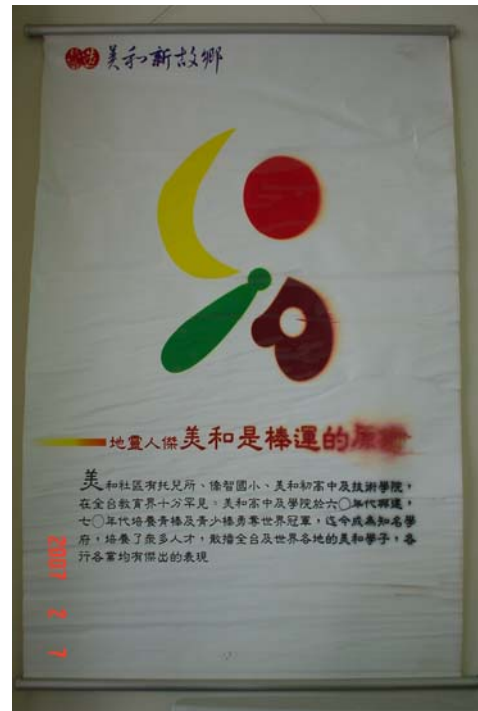 營造 美和新故鄉
地靈人傑 美和是棒運的
美和社區有托兒所、僑智國小、美和初高中及技術學院,
在全台教育界十分罕見。美和高中及學院於六〇年代興建,
七〇年代培養青棒及青少棒勇奪世界冠軍,迄今成為知名學
府,培養了眾多人才,散播全台及世界各地的美和學子,各
行各業均有傑出的表現
2007 2 7